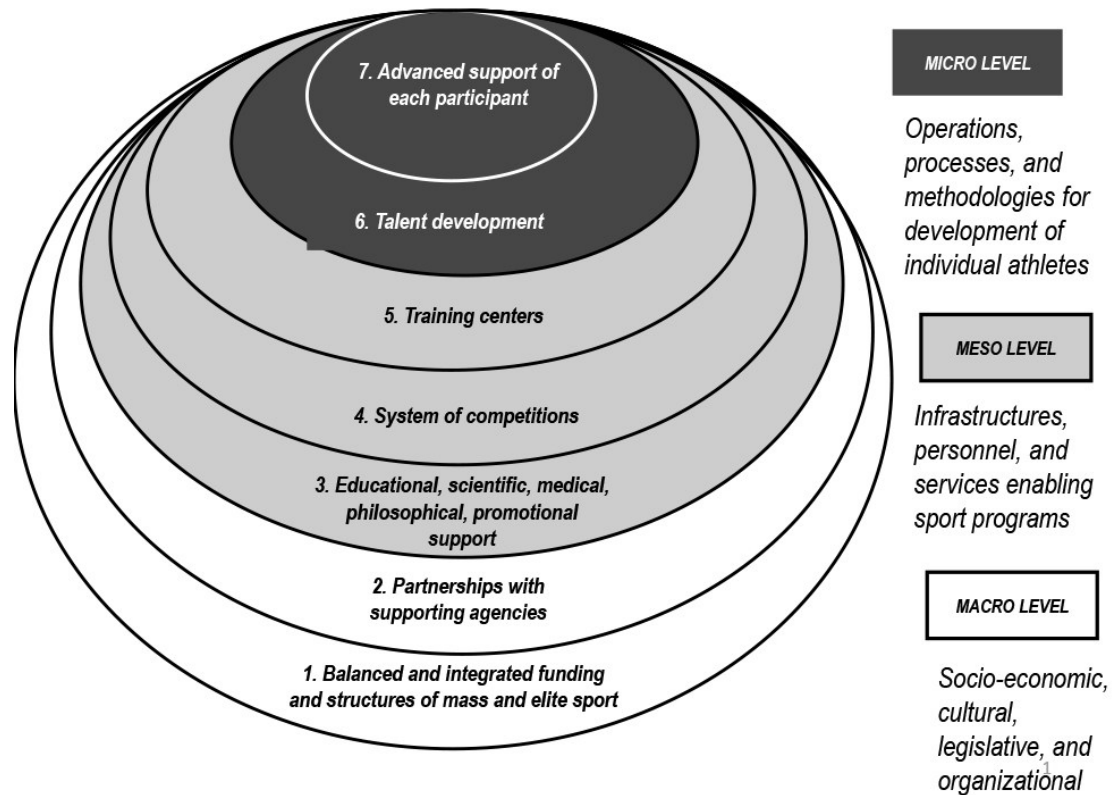 7. Advanced support of
each participant
6. Talent development
5. Training centers
4. System of competitions
3. Educational, scientific, medical,
philosophical, promotional
support
2. Partnerships with
supporting agencies
1. Balanced and integrated funding
and structures of mass and elite sport
MICRO LEVEL
Operations,
processes, and
methodologies for
development of
individual athletes
MESO LEVEL
Infrastructures,
personnel, and
services enabling
sport programs
MACRO LEVEL
Socio-economic,
cultural,
legislative, and
organizational
1